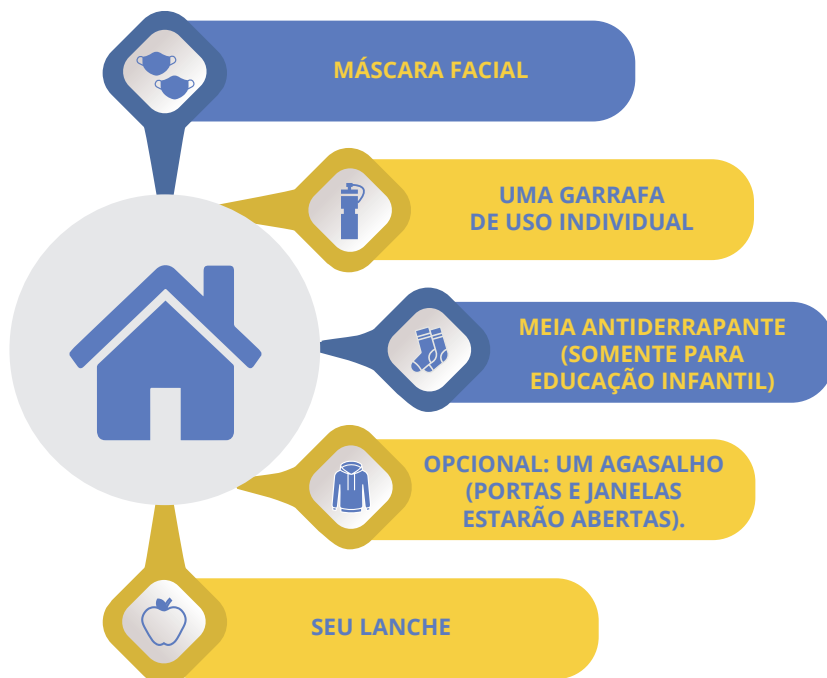 MÁSCARA FACIAL
UMA GARRAFA
DE USO INDIVIDUAL
MEIA ANTIDERRAPANTE
(SOMENTE PARA
EDUCAÇÃO INFANTIL)
OPCIONAL: UM AGASALHO
(PORTAS E JANELAS
ESTARÃO ABERTAS).
SEU LANCHE